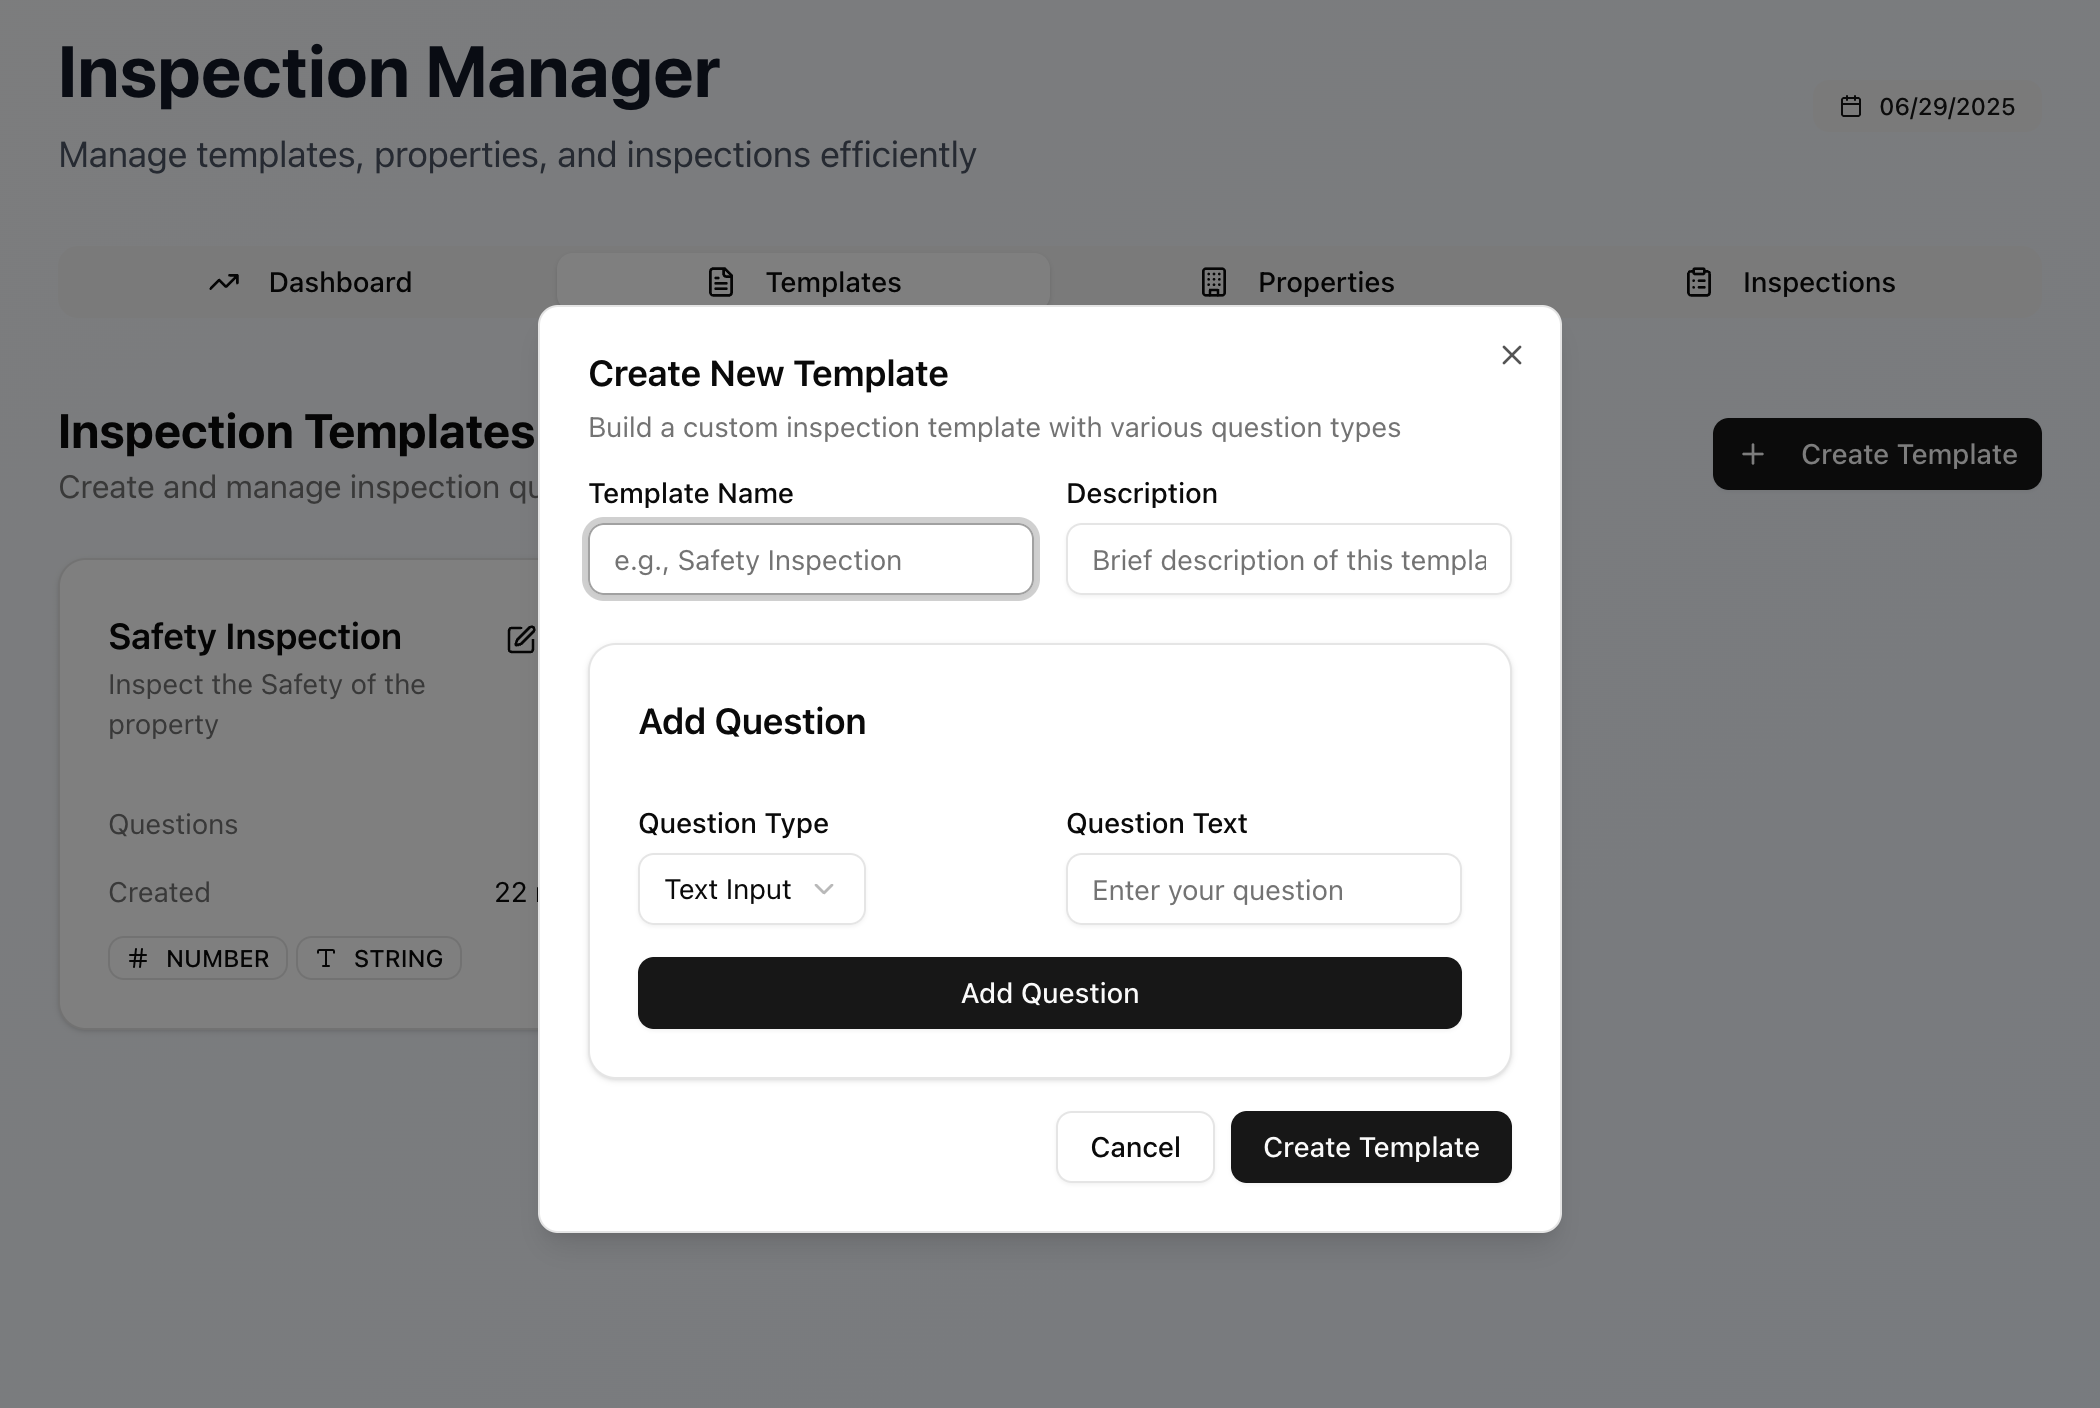 Inspection Manager
06/29/2025
Manage templates, properties, and inspections efficiently
Dashboard
Templates
Properties
Inspections
Create New Template
Build a custom inspection template with various question types
Inspection Templates
Create and manage inspection
Create Template
Template Name
Description
e.g., Safety Inspection
Brief description of this templa
Safety Inspection
Inspect the Safety of the
property
Add Question
Questions
Question Type
Question Text
Text Input
Enter your question
Created
22
NUMBER
STRING
Add Question
Cancel
Create Template